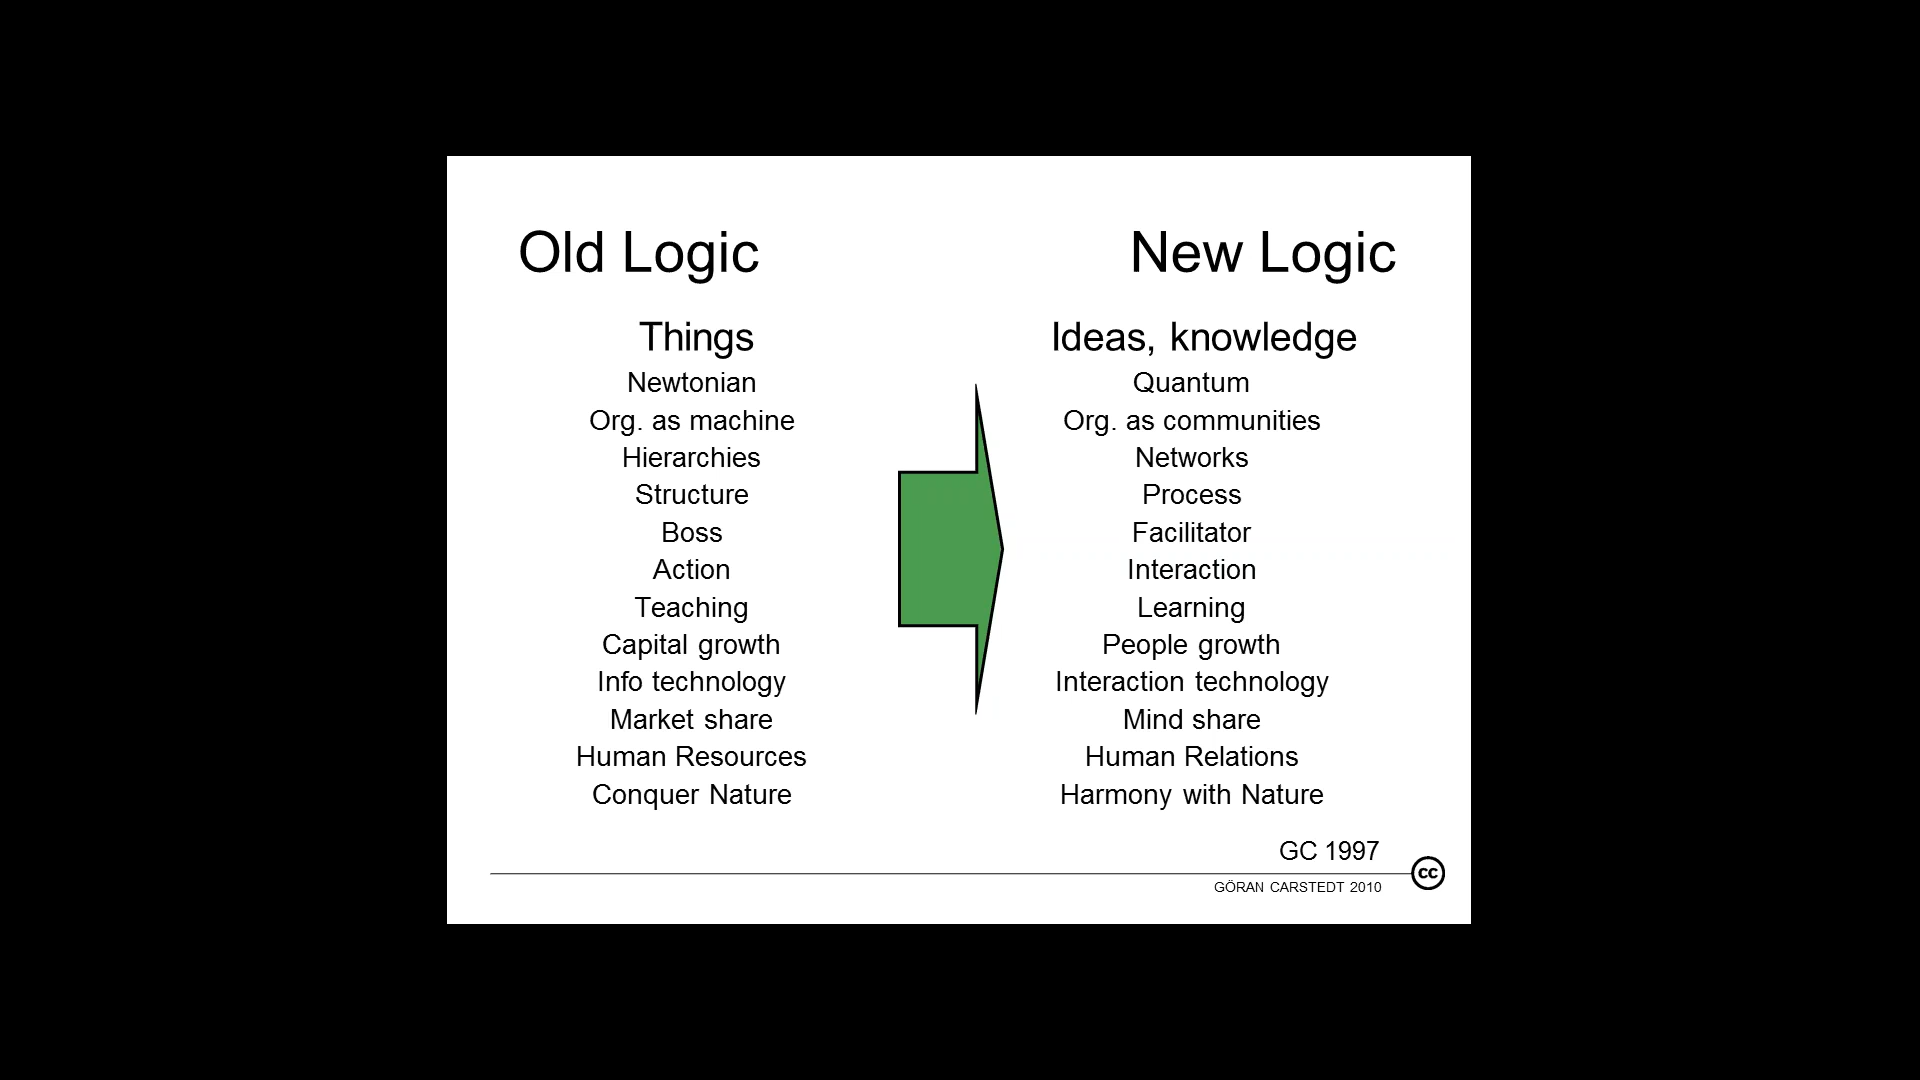 Old Logic
New Logic
Things
Newtonian
Org. as machine
Hierarchies
Structure
Boss
Action
Teaching
Capital growth
Info technology
Market share
Human Resources
Conquer Nature
Ideas, knowledge
Quantum
Org. as communities
Networks
Process
Facilitator
Interaction
Learning
People growth
Interaction technology
Mind share
Human Relations
Harmony with Nature
GC 1997
GÖRAN CARSTEDT 2010
cc